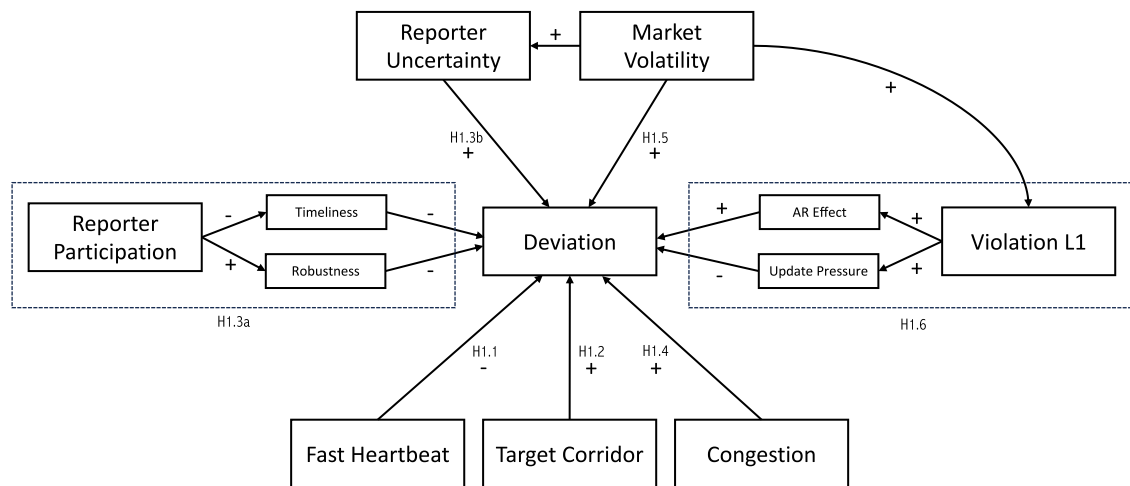 Reporter
Uncertainty
+
Market
Volatility
+
H1.3b
+
H1.5
+
Reporter
Participation
-
+
Timeliness
Robustness
-
-
H1.3a
Deviation
+
-
AR Effect
Update Pressure
+
+
Violation L1
H1.6
H1.1
-
H1.2
+
H1.4
+
Fast Heartbeat
Target Corridor
Congestion